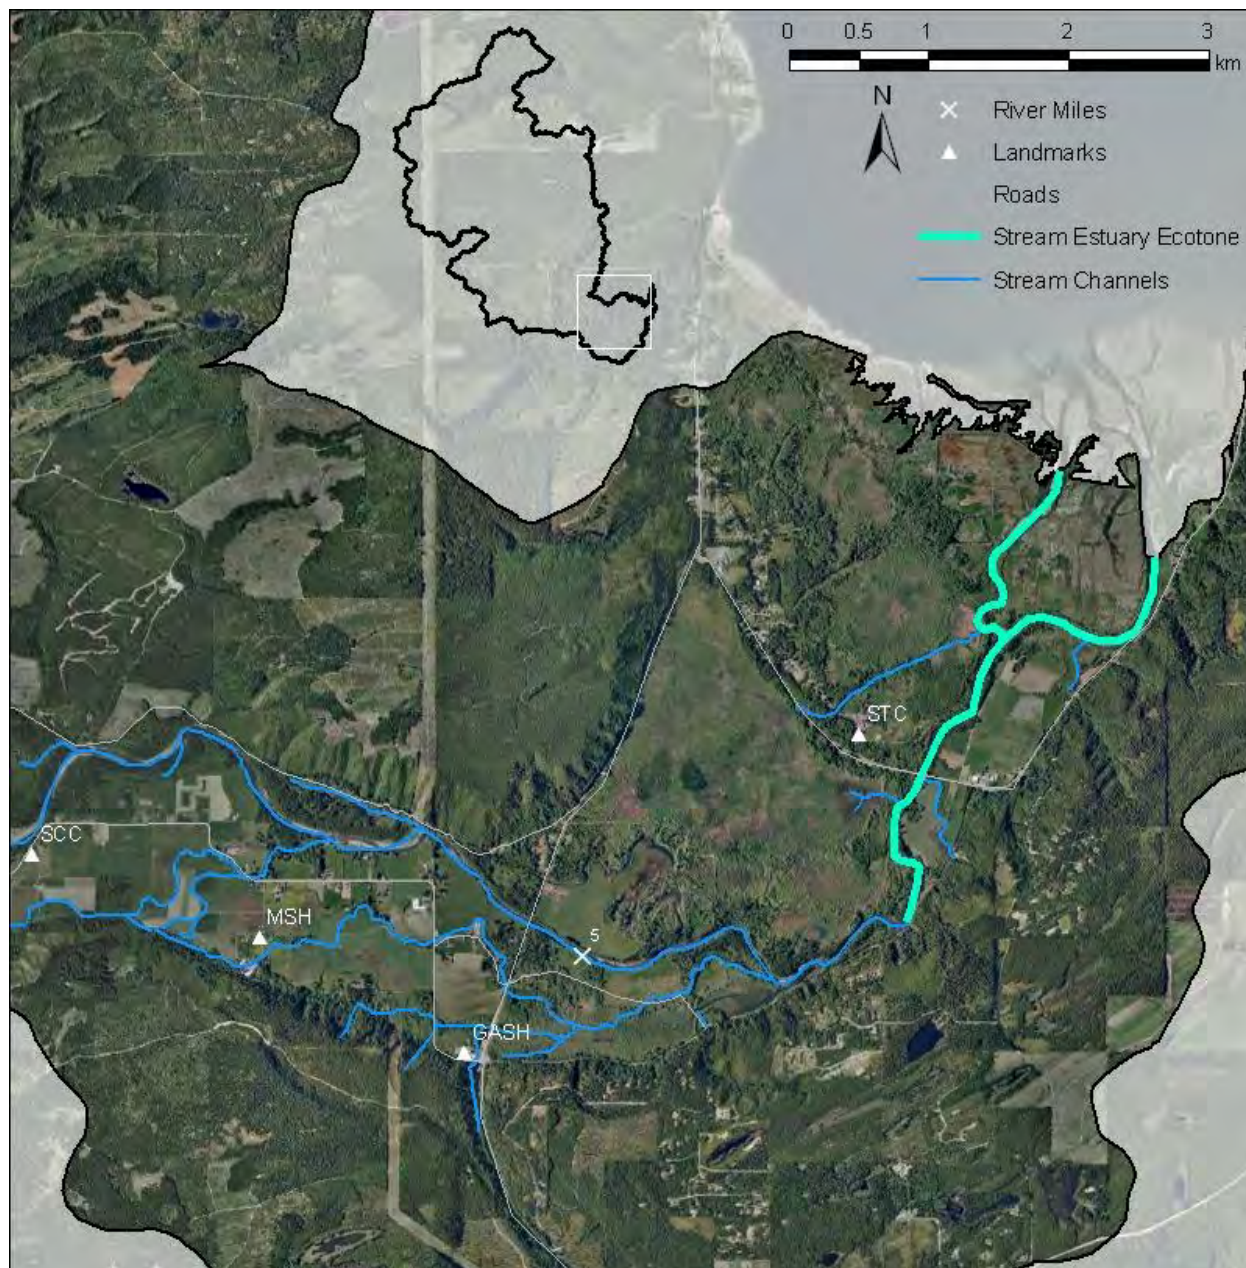 0 0.5 1 2 3
km
N
River Miles
Landmarks
Roads
Stream Estuary Ecotone
Stream Channels
STC
SCC
MSH
5
GASH